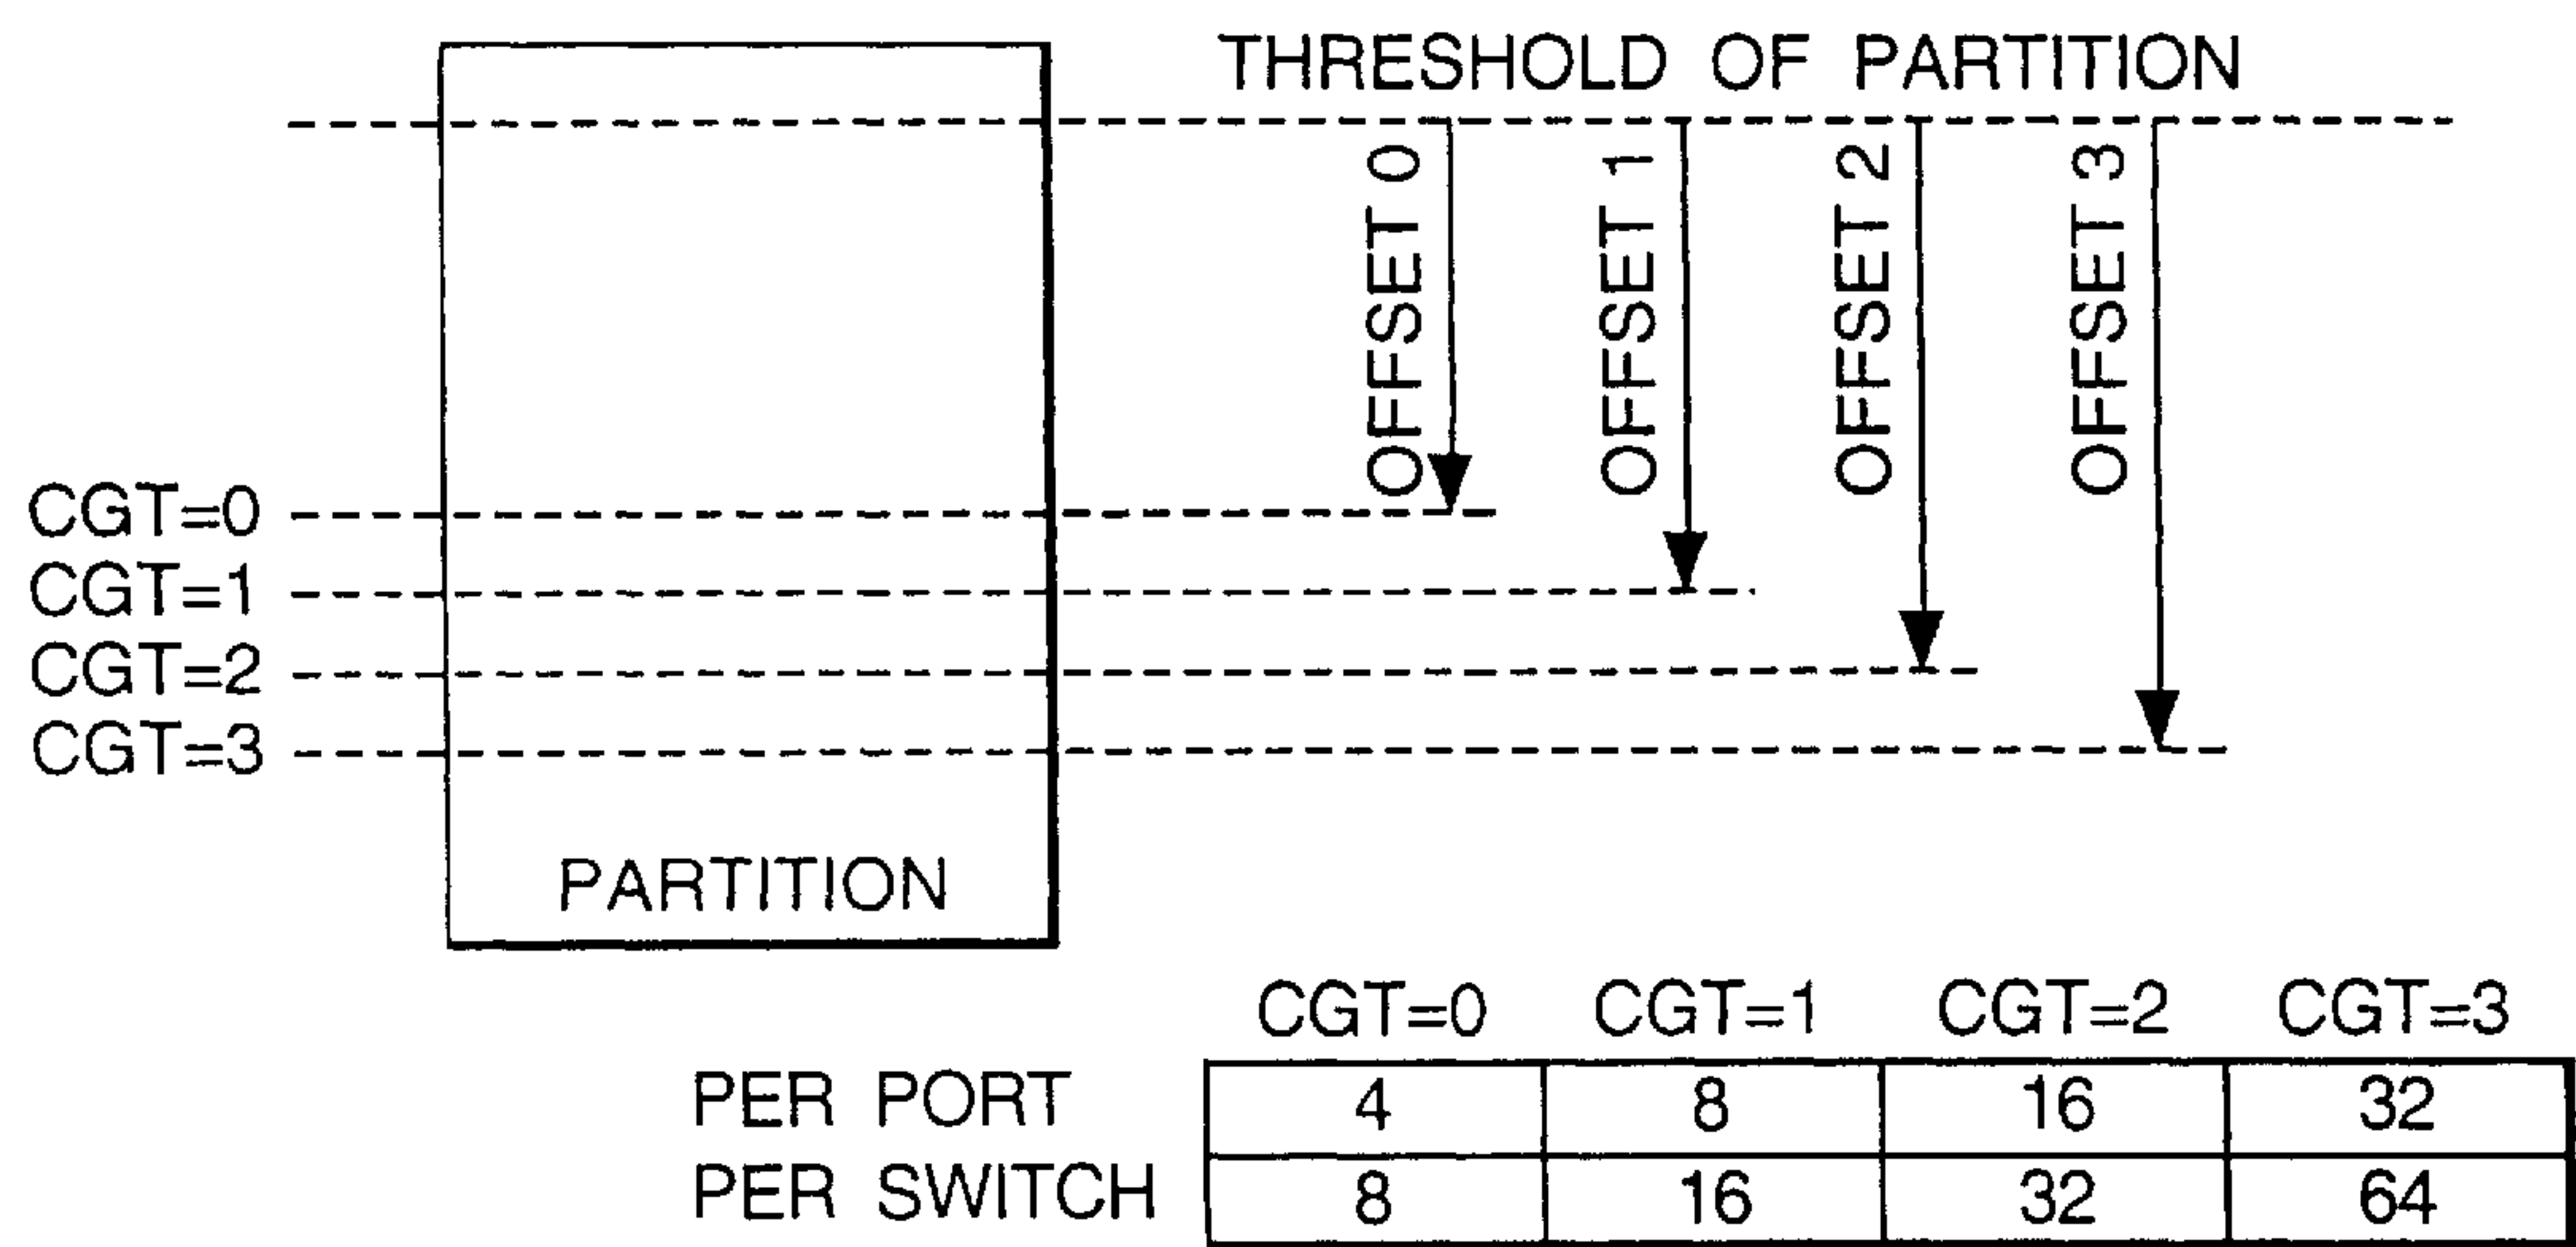 THRESHOLD OF PARTITION
OFFSET 0
OFFSET 1
OFFSET 2
OFFSET 3
CGT=0
CGT=1
CGT=2
CGT=3
PARTITION
CGT=0 CGT=1 CGT=2 CGT=3
PER PORT 4 8 16 32
PER SWITCH 8 16 32 64